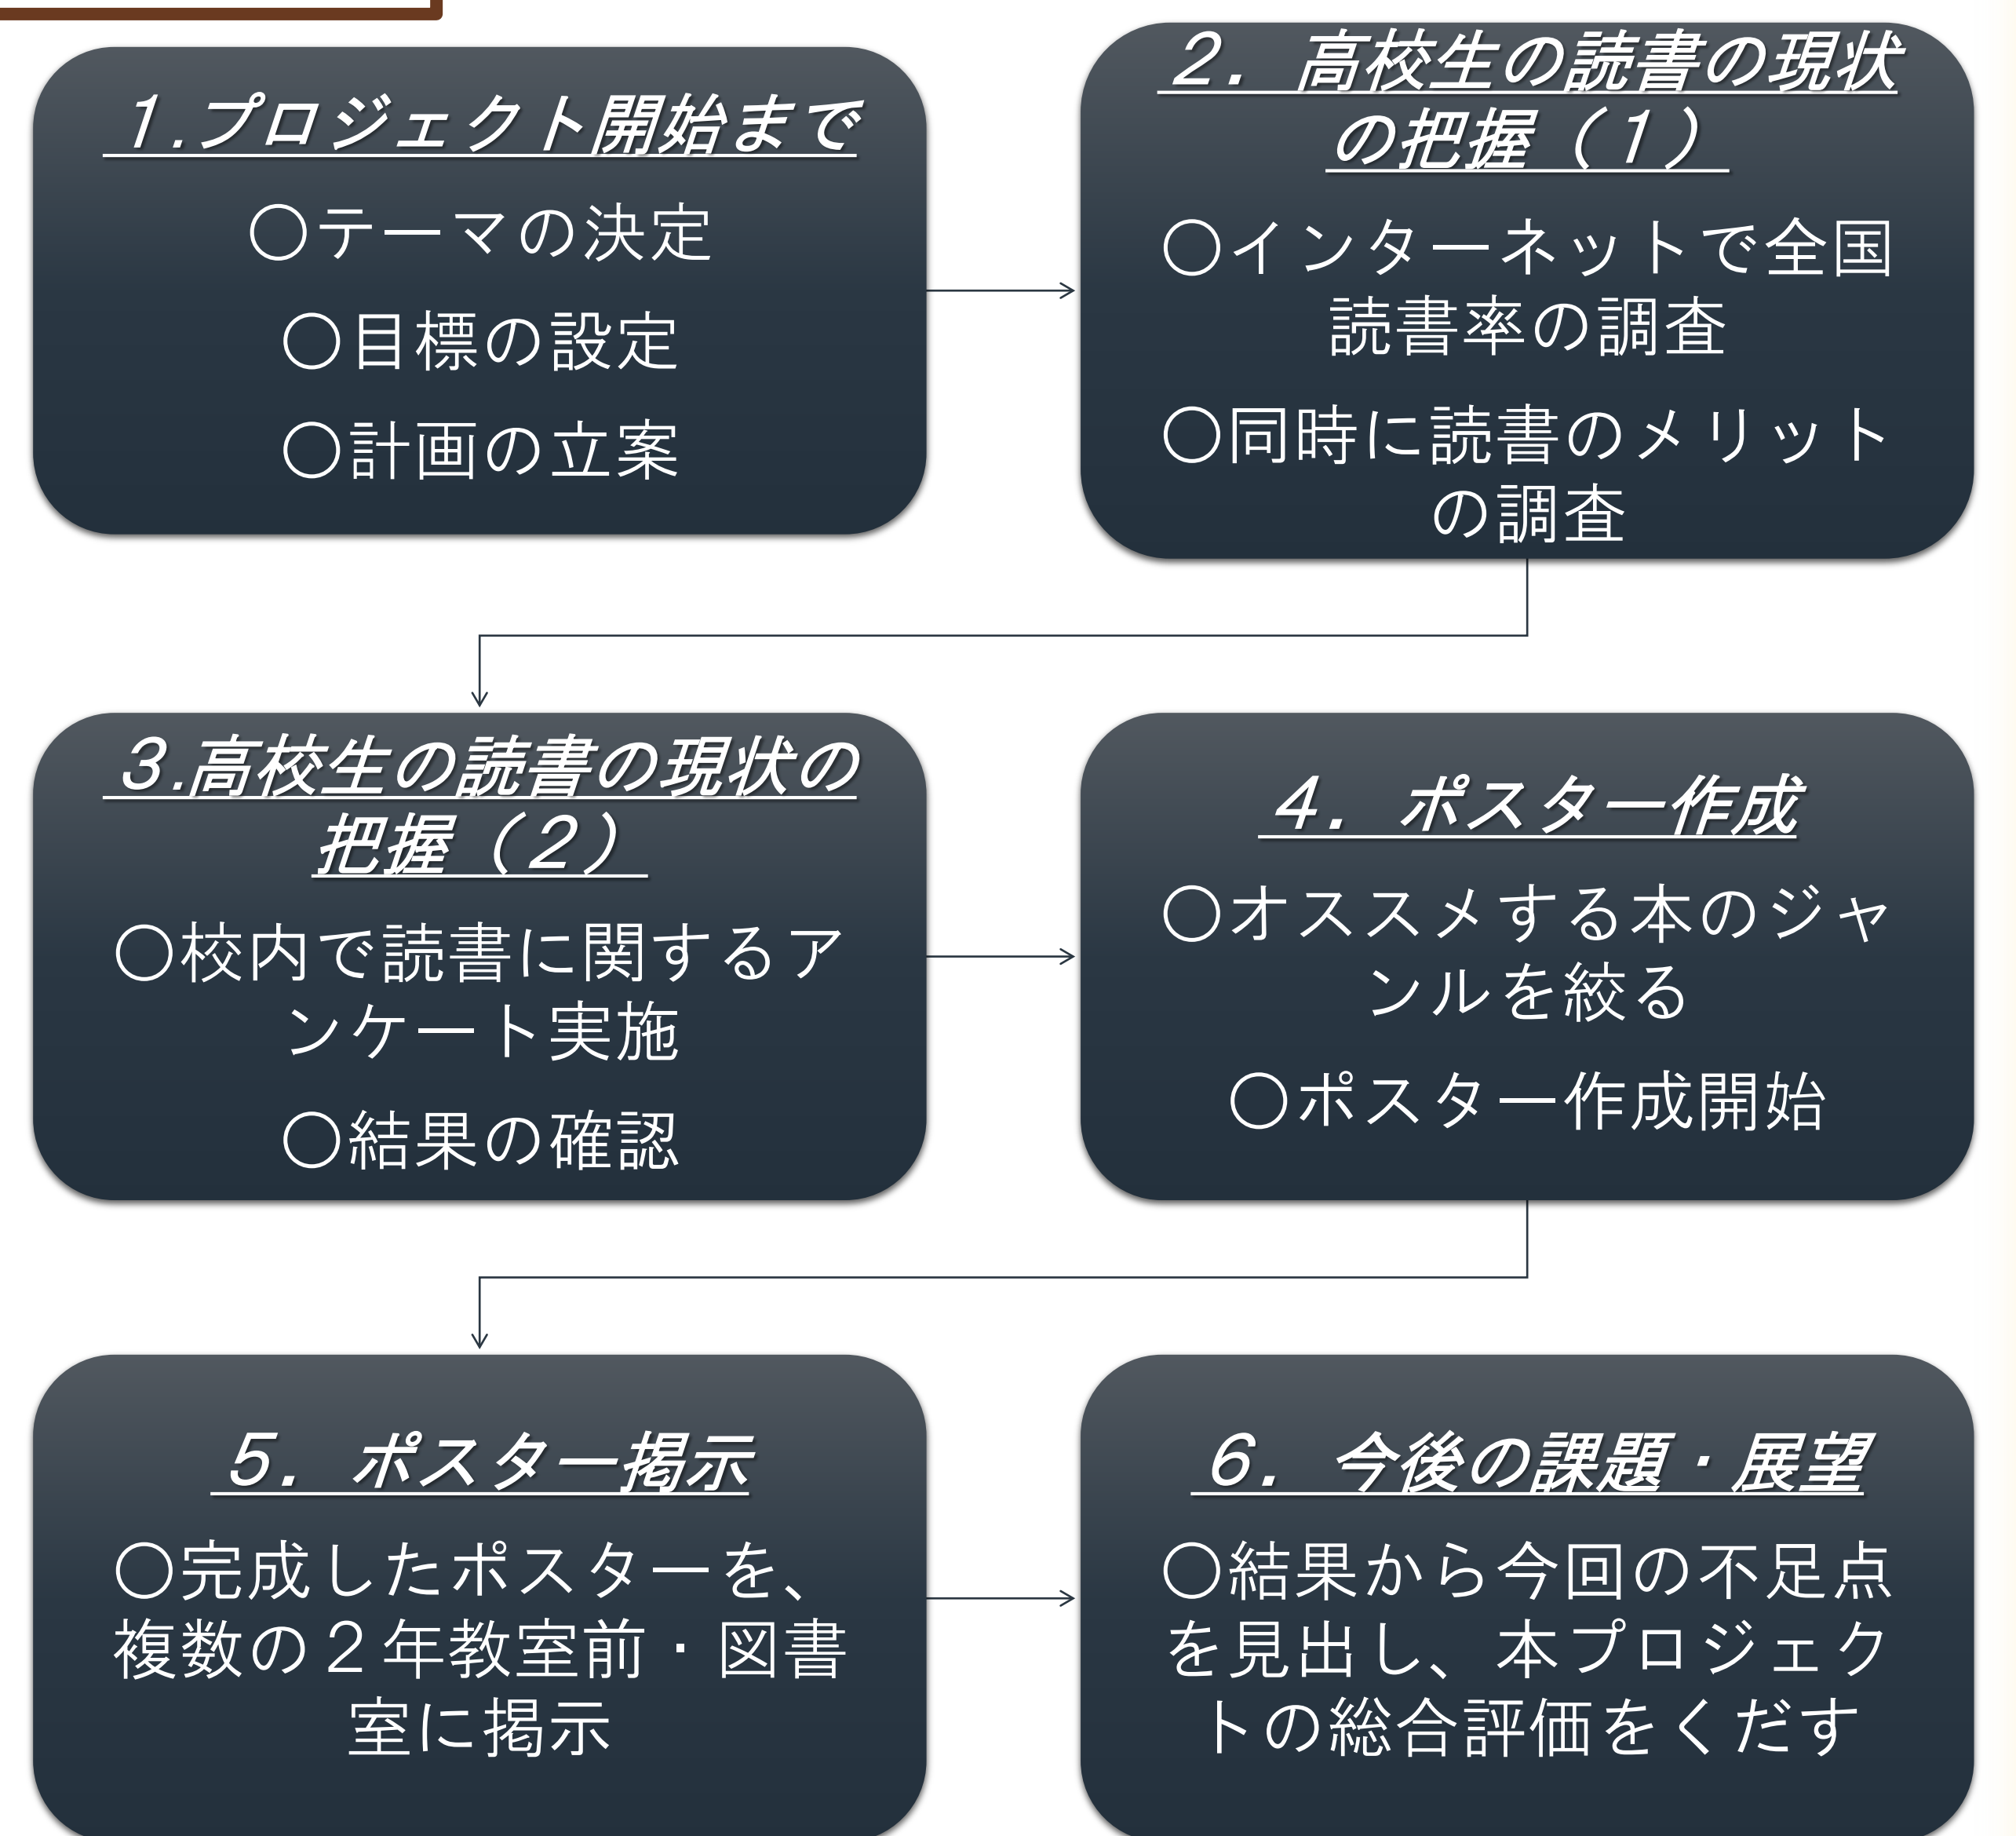 １.プロジェクト開始まで
○テーマの決定
○目標の設定
○計画の立案
２．高校生の読書の現状
の把握（１）
○インターネットで全国
読書率の調査
○同時に読書のメリット
の調査
３.高校生の読書の現状の
把握（２）
○校内で読書に関するア
ンケート実施
○結果の確認
４．ポスター作成
○オススメする本のジャ
ンルを絞る
○ポスター作成開始
５．ポスター掲示
○完成したポスターを、
複数の２年教室前・図書
室に掲示
６．今後の課題・展望
○結果から今回の不足点
を見出し、本プロジェク
トの総合評価をくだす